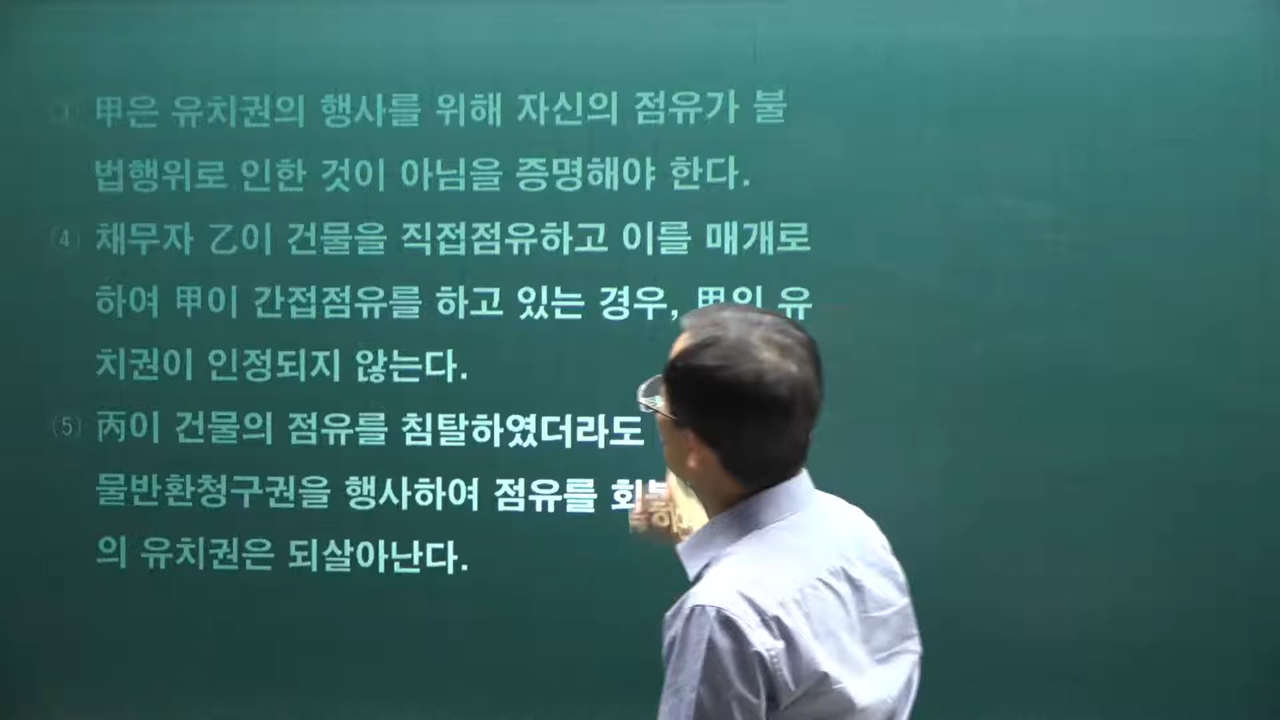 (3) 甲은 유치권의 행사를 위해 자신의 점유가 불
법행위로 인한 것이 아님을 증명해야 한다.
(4) 채무자 乙이 건물을 직접점유하고 이를 매개로
하여 甲이 간접점유를 하고 있는 경우, 甲의 유
치권이 인정되지 않는다.
(5) 丙이 건물의 점유를 침탈하였더라도
물반환청구권을 행사하여 점유를
의 유치권은 되살아난다.